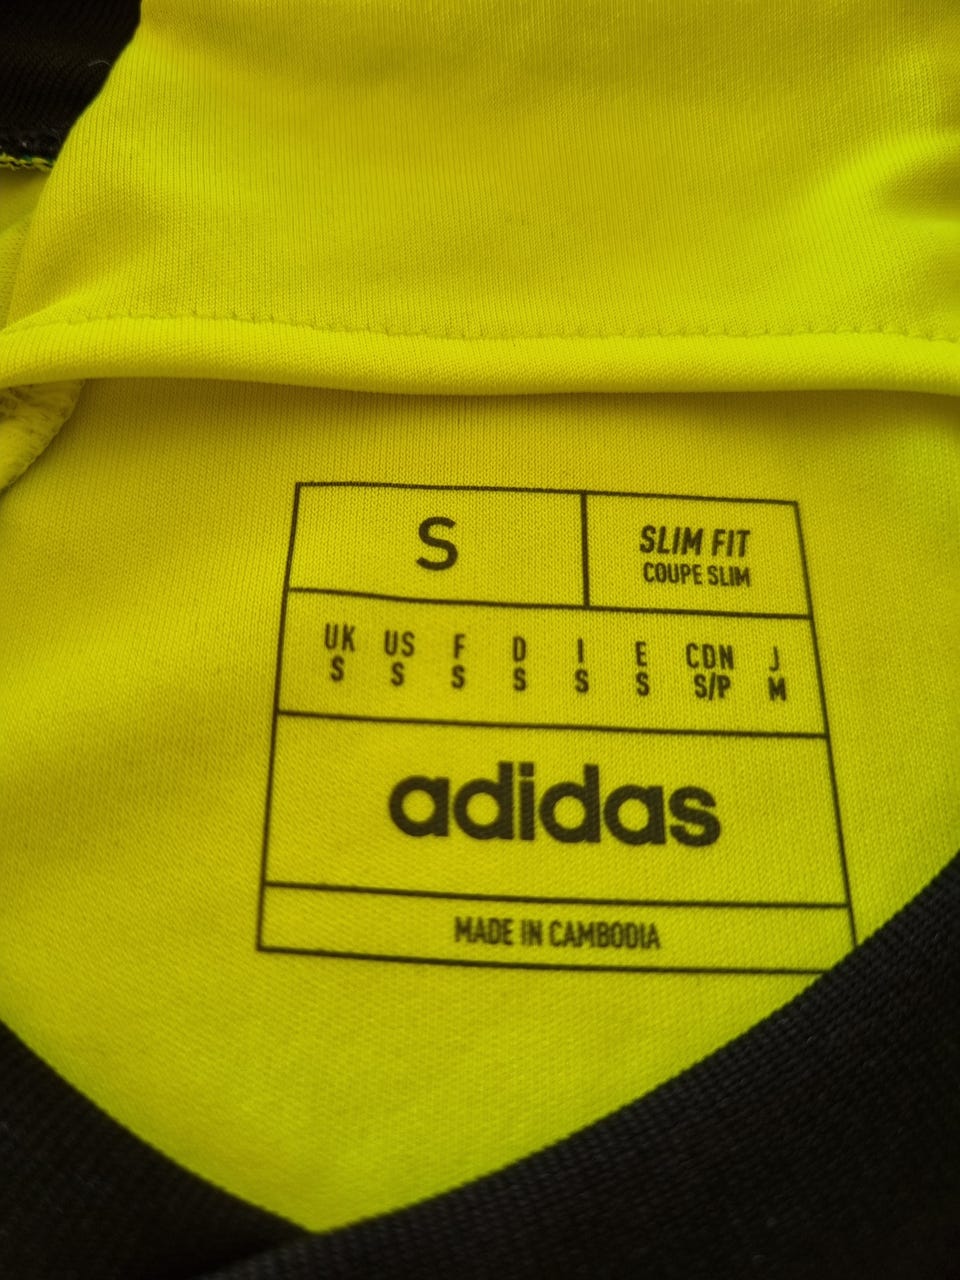 S
SLIM FIT
COUPE SLIM
UK US F D I E CDN J
S S S S S S S/P M
adidas
MADE IN CAMBODIA